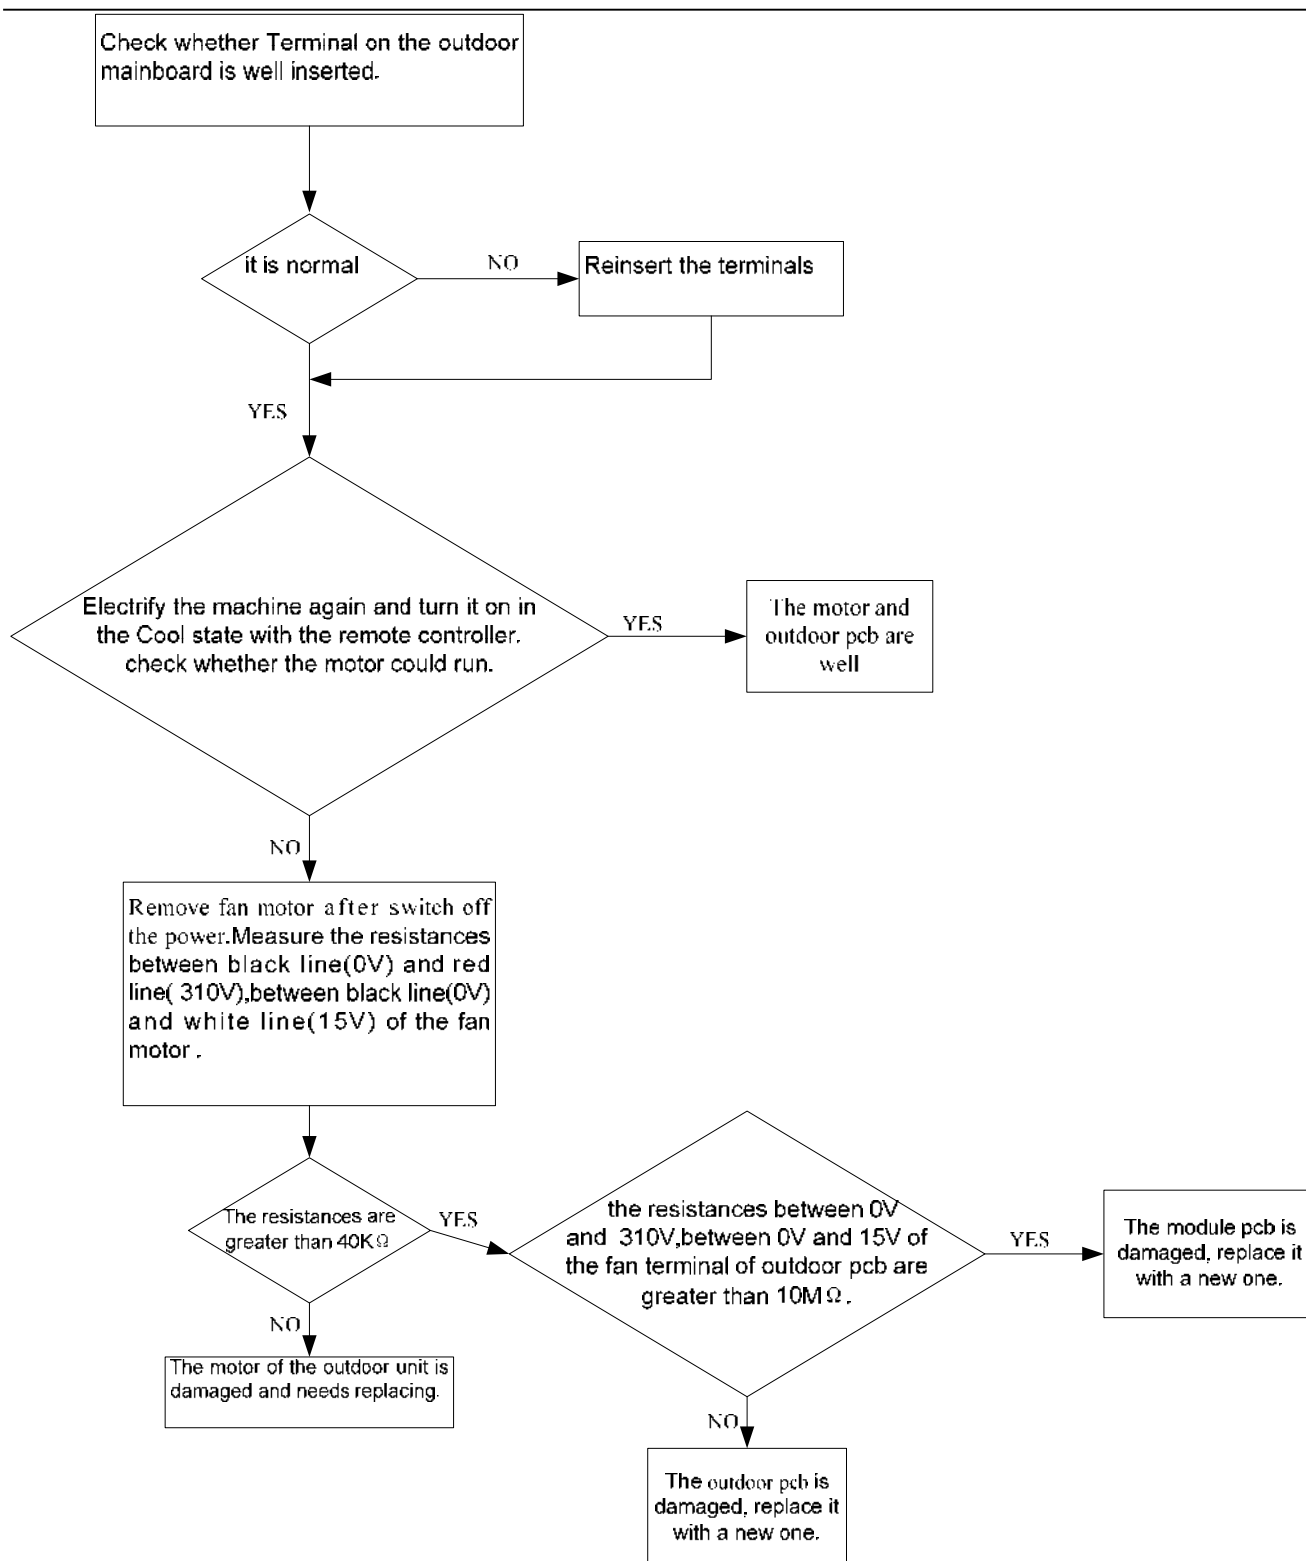 Check whether Terminal on the outdoor
mainboard is well inserted.
it is normal
NO
Reinsert the terminals
YES
Electrify the machine again and turn it on in
the Cool state with the remote controller.
check whether the motor could run.
YES
The motor and
outdoor pcb are
well
NO
Remove fan motor after switch off
the power.Measure the resistances
between black line(0V) and red
line( 310V),between black line(0V)
and white line(15V) of the fan
motor .
The resistances are
greater than 40KΩ
YES
the resistances between 0V
and 310V,between 0V and 15V of
the fan terminal of outdoor pcb are
greater than 10MΩ.
YES
The module pcb is
damaged, replace it
with a new one.
NO
The motor of the outdoor unit is
damaged and needs replacing.
NO
The outdoor pcb is
damaged, replace it
with a new one.